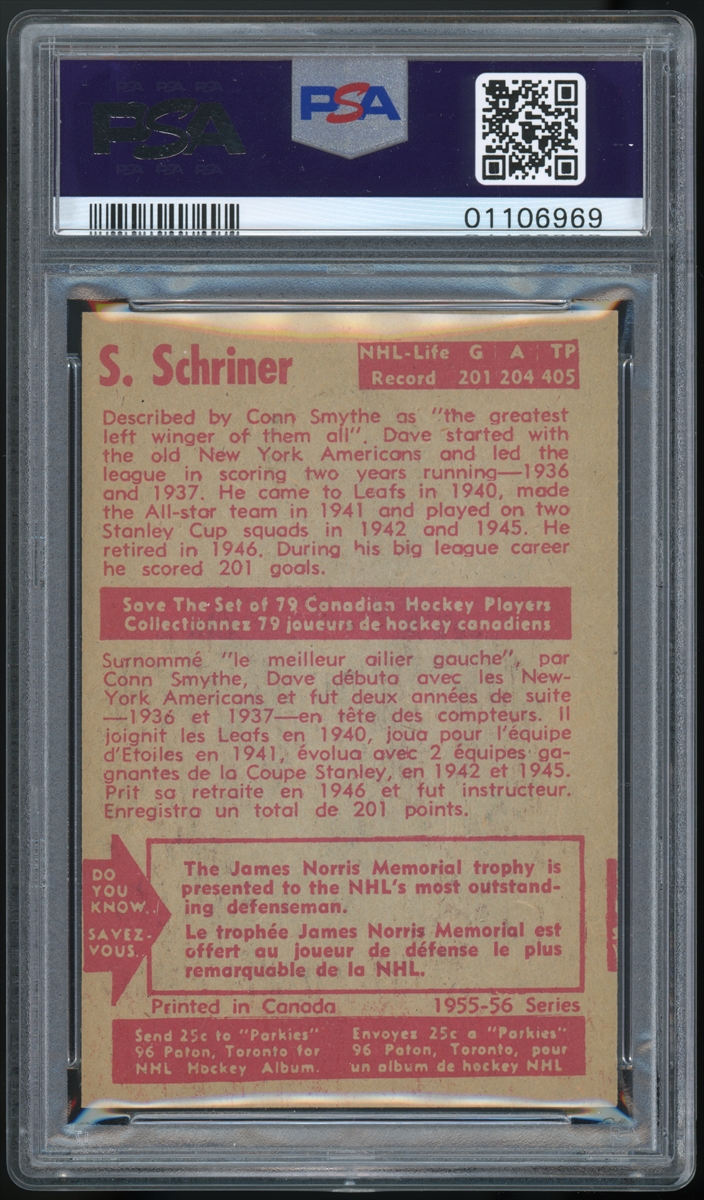 PSA PSA PSA
PSA
PSA PSA PSA
PSA
01106969
S. Schriner
NHL-Life G A TP
Record 201 204 405
Described by Conn Smythe as "the greatest
left winger of them all". Dave started with
the old New York Americans and led the
league in scoring two years running—1936
and 1937. He came to Leafs in 1940, made
the All-star team in 1941 and played on two
Stanley Cup squads in 1942 and 1945. He
retired in 1946. During his big league career
he scored 201 goals.
Save The Set of 79 Canadian Hockey Players
Collectionnez 79 joueurs de hockey canadiens
Surnommé "le meilleur ailier gauche", par
Conn Smythe, Dave débuta avec les New-
York Americans et fut deux années de suite
—1936 et 1937—en tête des compteurs. Il
joignit les Leafs en 1940, joua pour l'équipe
d'Etoiles en 1941, évolua avec 2 équipes ga-
gnantes de la Coupe Stanley, en 1942 et 1945.
Prit sa retraite en 1946 et fut instructeur.
Enregistra un total de 201 points.
DO
YOU
KNOW..
SAVEZ-
VOUS..
The James Norris Memorial trophy is
presented to the NHL's most outstand-
ing defenseman.
Le trophée James Norris Memorial est
offert au joueur de défense le plus
remarquable de la NHL.
Printed in Canada 1955-56 Series
Send 25c to "Parkies"
96 Paton, Toronto for
NHL Hockey Album.
Envoyez 25c a "Parkies"
96 Paton, Toronto, pour
un album de hockey NHL